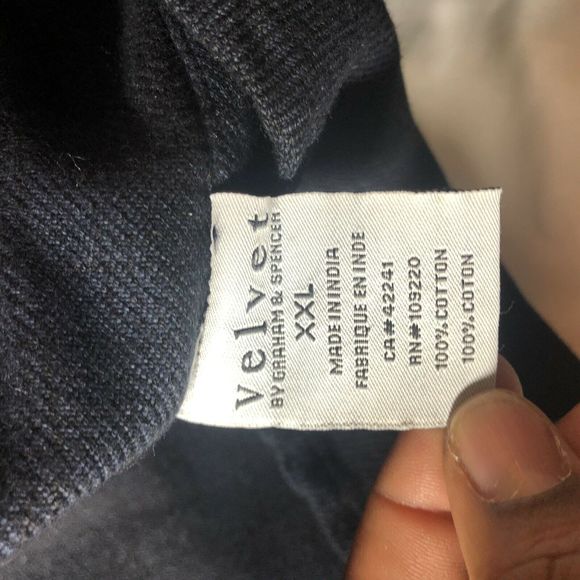 Velvet
BY GRAHAM & SPENCER
XXL
MADE IN INDIA
FABRIQUE EN INDE
CA# 42241
RN# 109220
100% COTTON
100% COTON